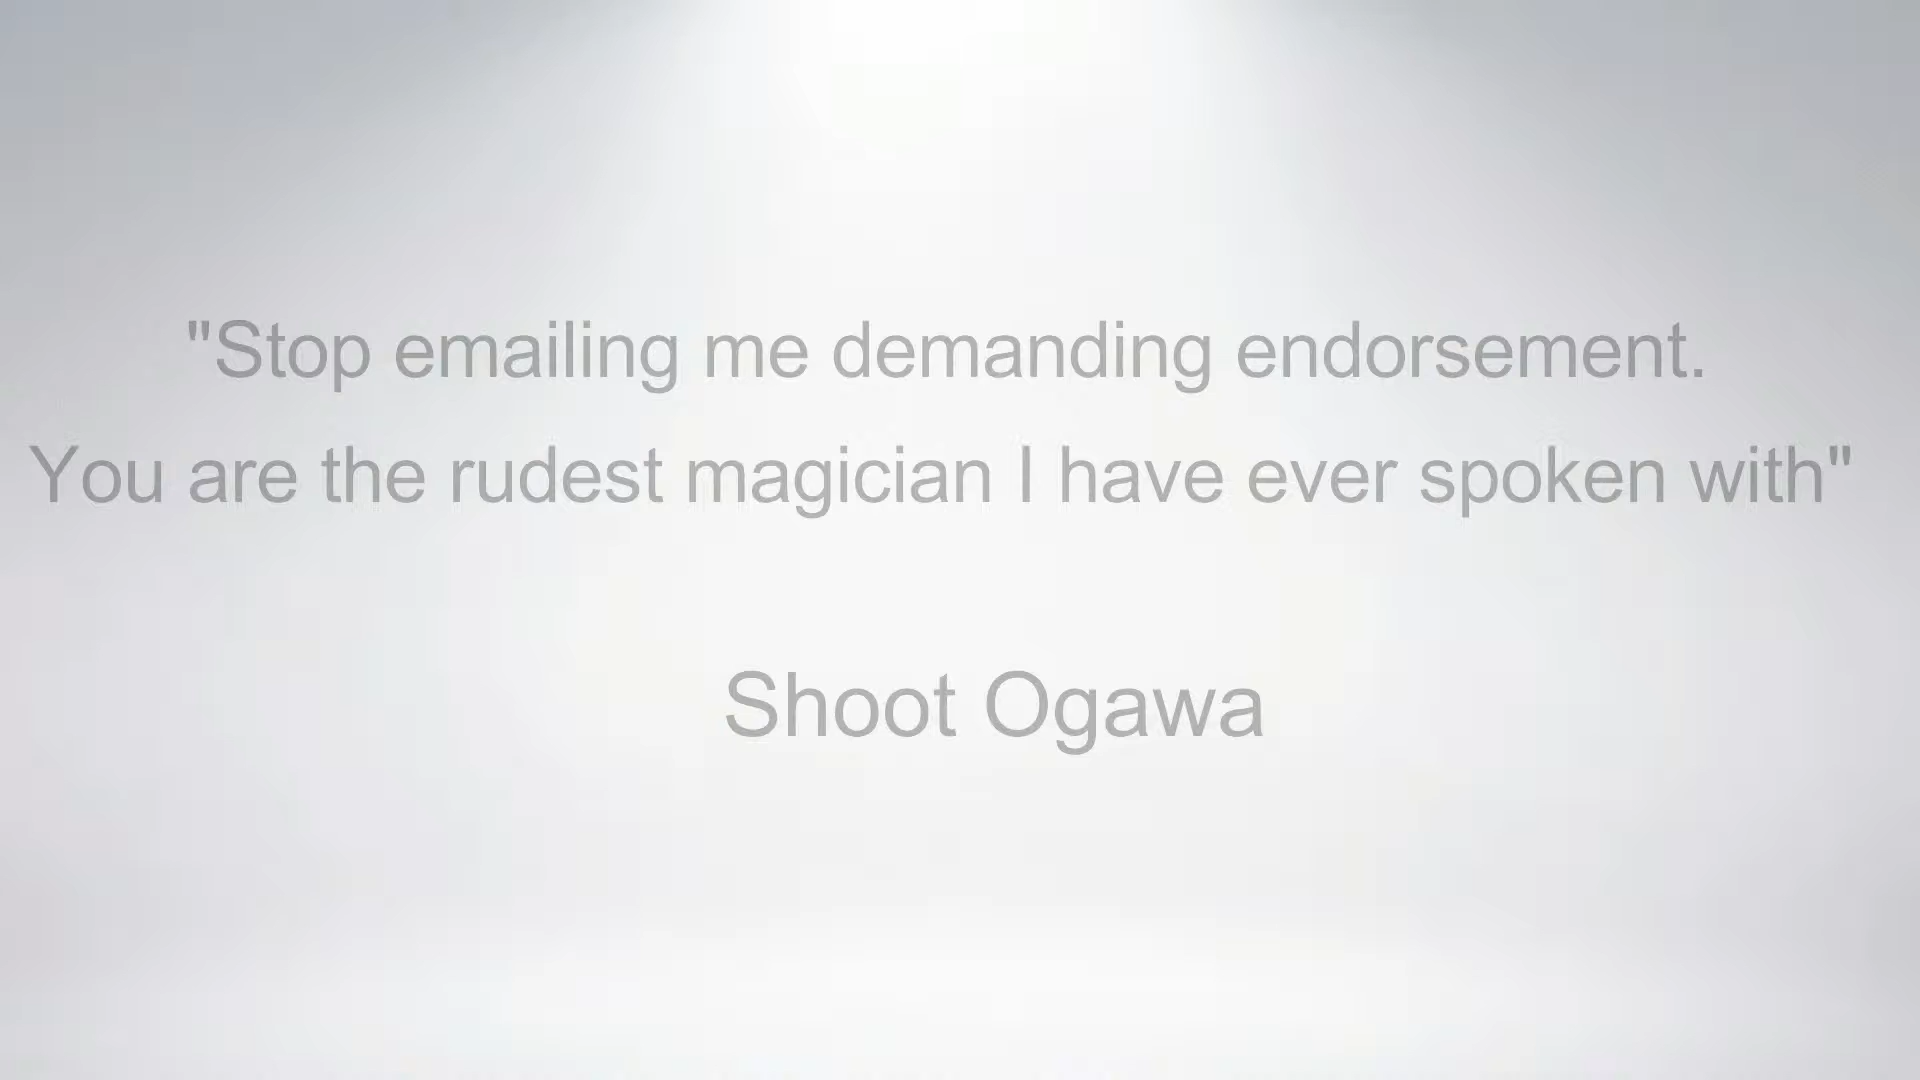 "Stop emailing me demanding endorsement.
You are the rudest magician I have ever spoken with"
Shoot Ogawa